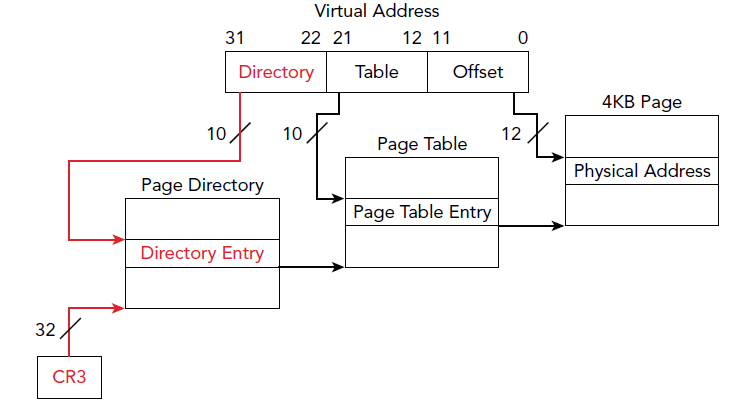 Virtual Address
31 22 21 12 11 0
Directory Table Offset
4KB Page
10 10 12
Page Table
Physical Address
Page Directory
Page Table Entry
Directory Entry
32
CR3